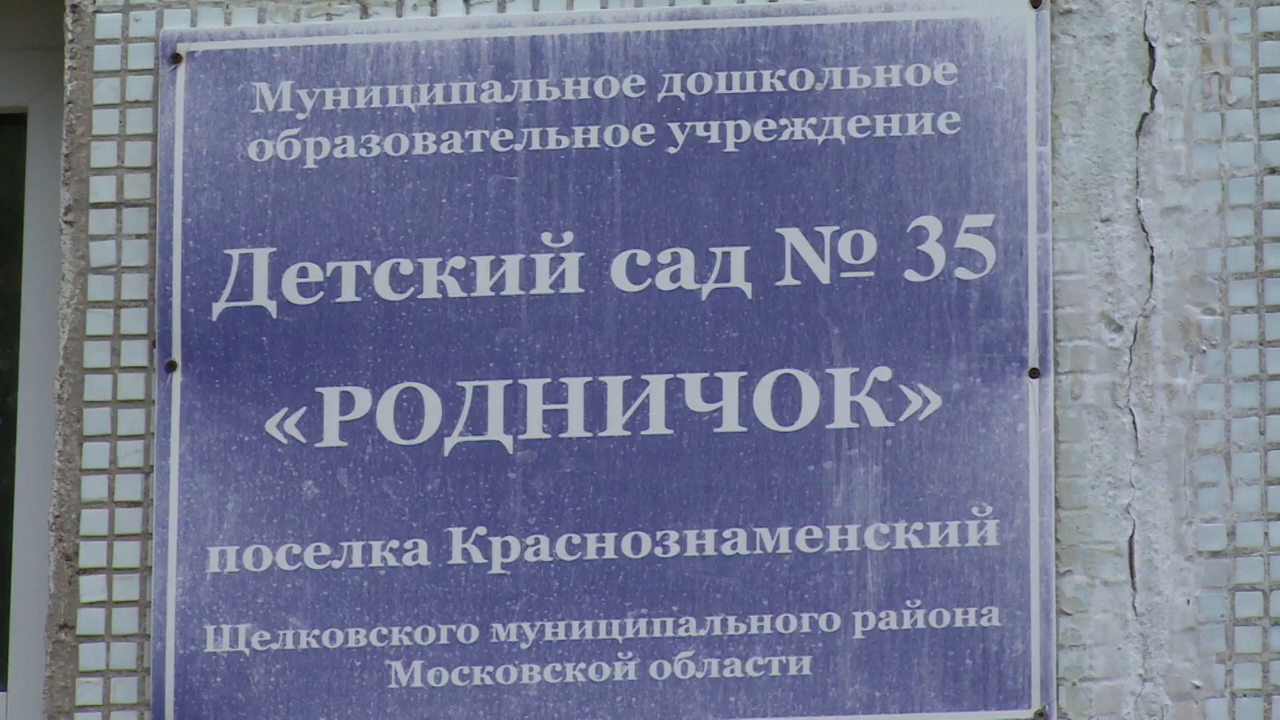 Муниципальное дошкольное
образовательное учреждение
Детский сад № 35
«РОДНИЧОК»
поселка Краснознаменский
Щелковского муниципального района
Московской области